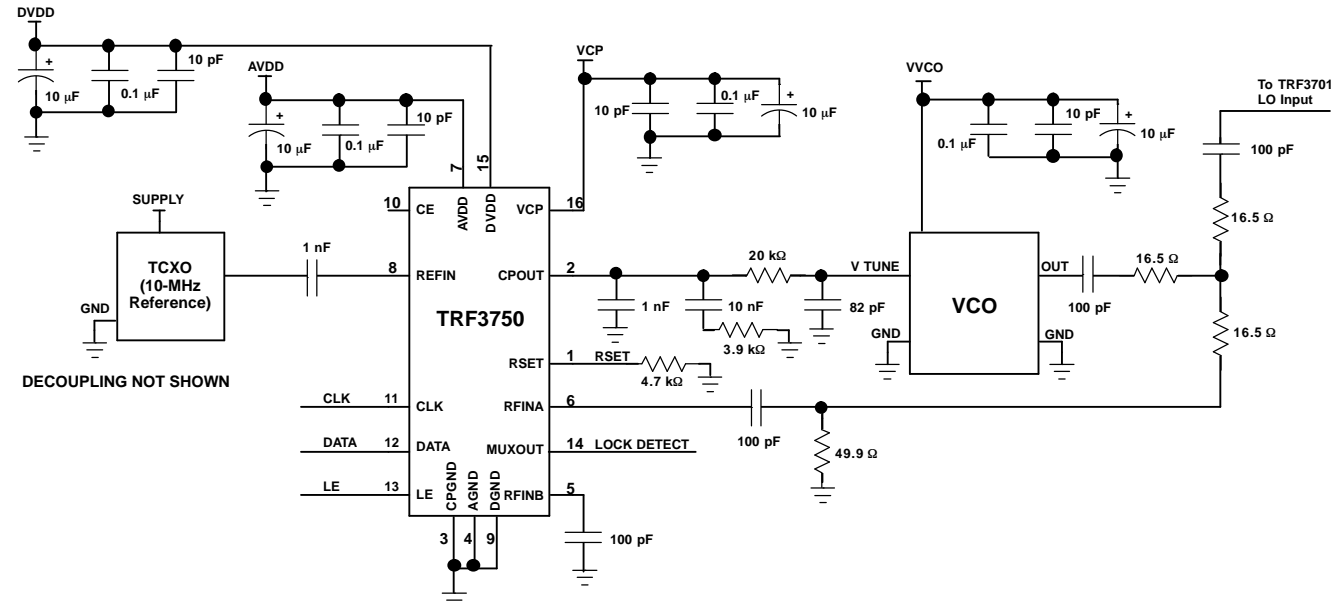 DVDD
10 pF
10 μF
0.1 μF
AVDD
10 pF
10 μF
0.1 μF
VCP
10 pF
0.1 μF
10 μF
VVCO
10 pF
0.1 μF
10 μF
To TRF3701
LO Input
100 pF
16.5 Ω
7
15
10
CE
AVDD
DVDD
VCP
16
SUPPLY
TCXO
(10-MHz
Reference)
GND
1 nF
8
REFIN
CPOUT
2
20 kΩ
V TUNE
OUT
16.5 Ω
100 pF
1 nF
10 nF
82 pF
3.9 kΩ
VCO
GND
GND
16.5 Ω
TRF3750
DECOUPLING NOT SHOWN
RSET
1
RSET
4.7 kΩ
CLK
11
CLK
RFINA
6
100 pF
49.9 Ω
DATA
12
DATA
MUXOUT
14
LOCK DETECT
LE
13
LE
CPGND
AGND
DGND
RFINB
5
100 pF
3
4
9